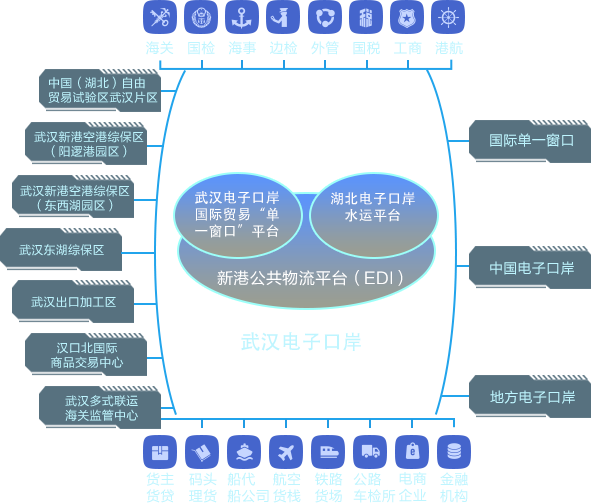 海关 国检 海事 边检 外管 国税 工商 港航
中国（湖北）自由
贸易试验区武汉片区
武汉新港空港综保区
（阳逻港园区）
武汉新港空港综保区
（东西湖园区）
武汉东湖综保区
武汉出口加工区
汉口北国际
商品交易中心
武汉多式联运
海关监管中心
武汉电子口岸
国际贸易“单
一窗口”平台
湖北电子口岸
水运平台
新港公共物流平台（EDI）
武汉电子口岸
国际单一窗口
中国电子口岸
地方电子口岸
货主 码头 船代 航空 铁路 公路 电商 金融
货贷 理货 船公司 货栈 货场 车检所 企业 机构